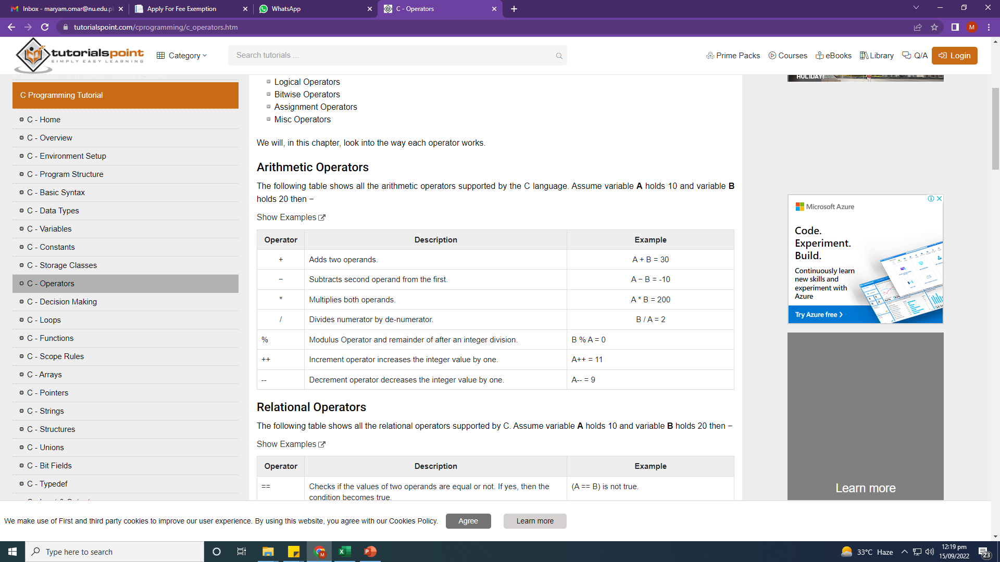 Inbox - maryam.omar@nu.edu.p
Apply For Fee Exemption
WhatsApp
C - Operators
tutorialspoint.com/cprogramming/c_operators.htm
M
tutorialspoint
SIMPLY EASY LEARNING
Category
Search tutorials ...
Prime Packs
Courses
eBooks
Library
Q/A
Login
C Programming Tutorial
C - Home
C - Overview
C - Environment Setup
C - Program Structure
C - Basic Syntax
C - Data Types
C - Variables
C - Constants
C - Storage Classes
C - Operators
C - Decision Making
C - Loops
C - Functions
C - Scope Rules
C - Arrays
C - Pointers
C - Strings
C - Structures
C - Unions
C - Bit Fields
C - Typedef
Logical Operators
Bitwise Operators
Assignment Operators
Misc Operators
We will, in this chapter, look into the way each operator works.
Arithmetic Operators
The following table shows all the arithmetic operators supported by the C language. Assume variable A holds 10 and variable B
holds 20 then −
Show Examples
Operator Description Example
+ Adds two operands. A + B = 30
− Subtracts second operand from the first. A − B = -10
* Multiplies both operands. A * B = 200
/ Divides numerator by de-numerator. B / A = 2
% Modulus Operator and remainder of after an integer division. B % A = 0
++ Increment operator increases the integer value by one. A++ = 11
-- Decrement operator decreases the integer value by one. A-- = 9
Relational Operators
The following table shows all the relational operators supported by C. Assume variable A holds 10 and variable B holds 20 then −
Show Examples
Operator Description Example
== Checks if the values of two operands are equal or not. If yes, then the (A == B) is not true.
condition becomes true.
HOLIDAY!
Microsoft Azure
Code.
Experiment.
Build.
Continuously learn
new skills and
experiment with
Azure
Try Azure free
Learn more
We make use of First and third party cookies to improve our user experience. By using this website, you agree with our Cookies Policy.
Agree
Learn more
Type here to search
33°C Haze
12:19 pm
15/09/2022
23